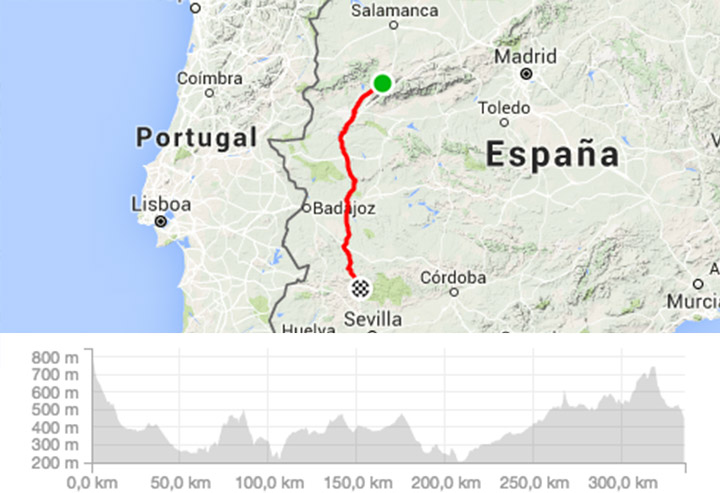 Salamanca
Madrid
Coímbra
Toledo
Portugal
España
Lisboa
Badajoz
Córdoba
Sevilla
Murci
Huelva
800 m
700 m
600 m
500 m
400 m
300 m
200 m
0,0 km 50,0 km 100,0 km 150,0 km 200,0 km 250,0 km 300,0 km